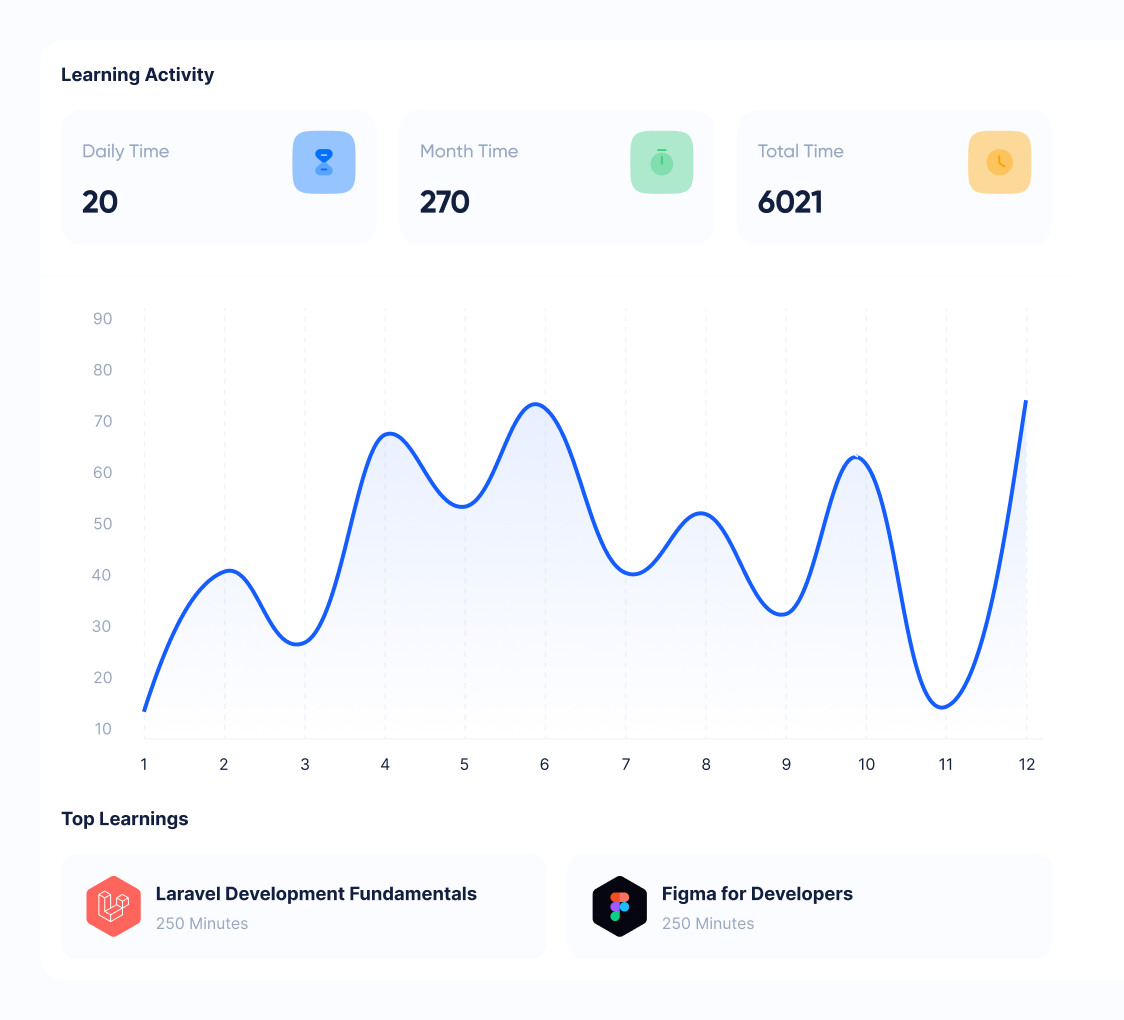 Learning Activity
Daily Time
20
Month Time
270
Total Time
6021
90
80
70
60
50
40
30
20
10
1 2 3 4 5 6 7 8 9 10 11 12
Top Learnings
Laravel Development Fundamentals
250 Minutes
Figma for Developers
250 Minutes